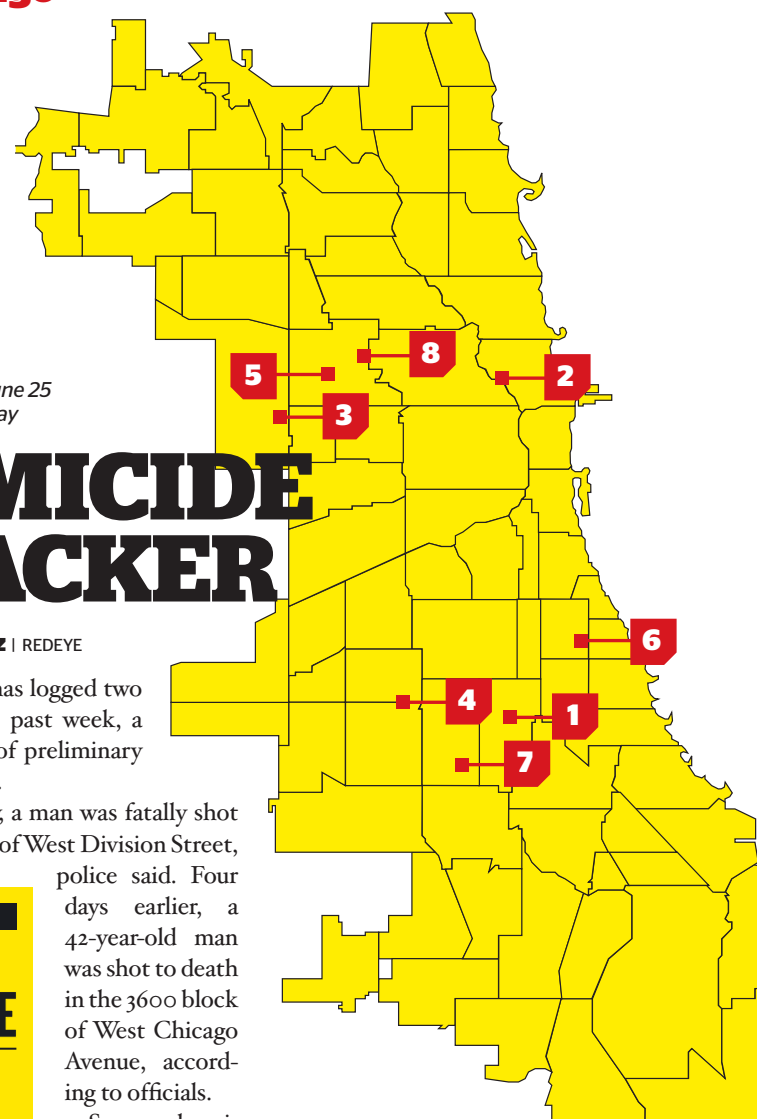 une 25
ay
MICIDE
ACKER
z | REDEYE
has logged two
past week, a
of preliminary
, a man was fatally shot
of West Division Street,
police said. Four
days earlier, a
42-year-old man
was shot to death
in the 3600 block
of West Chicago
Avenue, accord-
ing to officials.
E
8
5
2
3
6
4
1
7